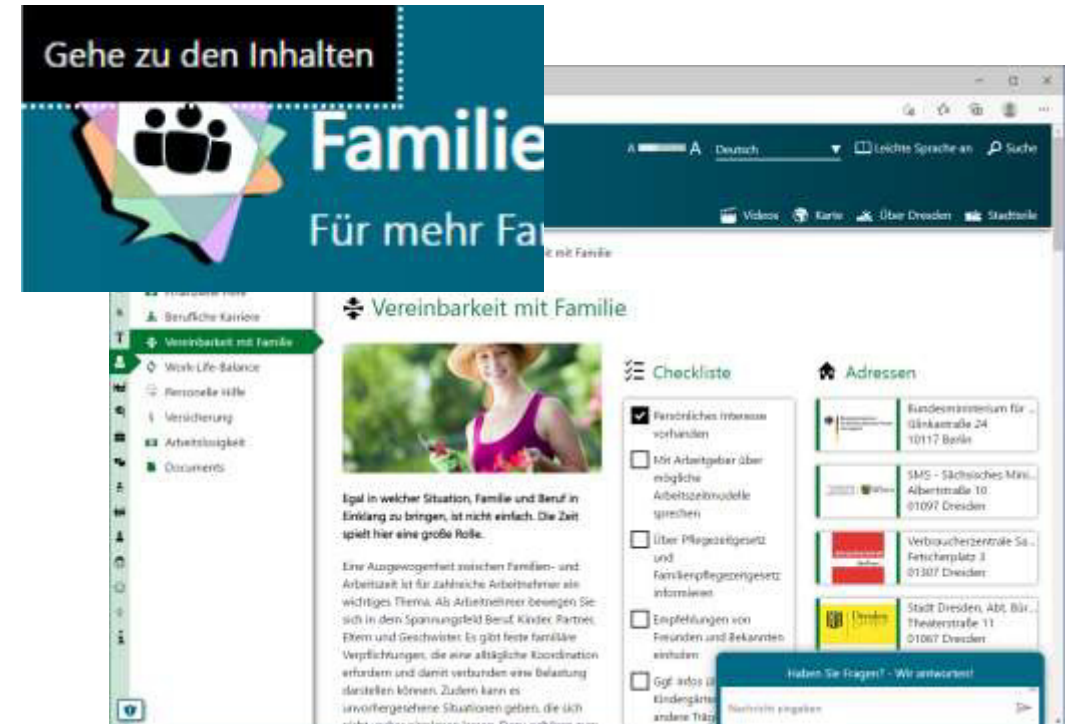 Gehe zu den Inhalten
Familie
Für mehr Fa
A A Deutsch Leichte Sprache an Suche
Videos Karte Über Dresden Stadtteile
mit Familie
Berufliche Karriere
Vereinbarkeit mit Familie
Work-Life-Balance
Personelle Hilfe
Versicherung
Arbeitslosigkeit
Documents
Vereinbarkeit mit Familie
Egal in welcher Situation, Familie und Beruf in
Einklang zu bringen, ist nicht einfach. Die Zeit
spielt hier eine große Rolle.
Eine Ausgewogenheit zwischen Familien- und
Arbeitszeit ist für zahlreiche Arbeitnehmer ein
wichtiges Thema. Als Arbeitnehmer bewegen Sie
sich in dem Spannungsfeld Beruf, Kinder, Partner,
Eltern und Geschwister. Es gibt feste familiäre
Verpflichtungen, die eine alltägliche Koordination
erfordern und damit verbunden eine Belastung
darstellen können. Zudem kann es
unvorhergesehene Situationen geben, die sich
Checkliste
Persönliches Interesse
vorhanden
Mit Arbeitgeber über
mögliche
Arbeitszeitmodelle
sprechen
Über Pflegezeitgesetz
und
Familienpflegezeitgesetz
informieren
Empfehlungen von
Freunden und Bekannten
einholen
Ggf. Infos
Kindergärten
andere
Adressen
Bundesministerium für ...
Glinkastraße 24
10117 Berlin
SMS - Sächsisches Mini...
Albertstraße 10
01097 Dresden
Verbraucherzentrale Sa...
Fetscherplatz 3
01307 Dresden
Dresden
Stadt Dresden, Abt. Bür...
Theaterstraße 11
01067 Dresden
Haben Sie Fragen? - Wir antworten!
Nachricht eingeben